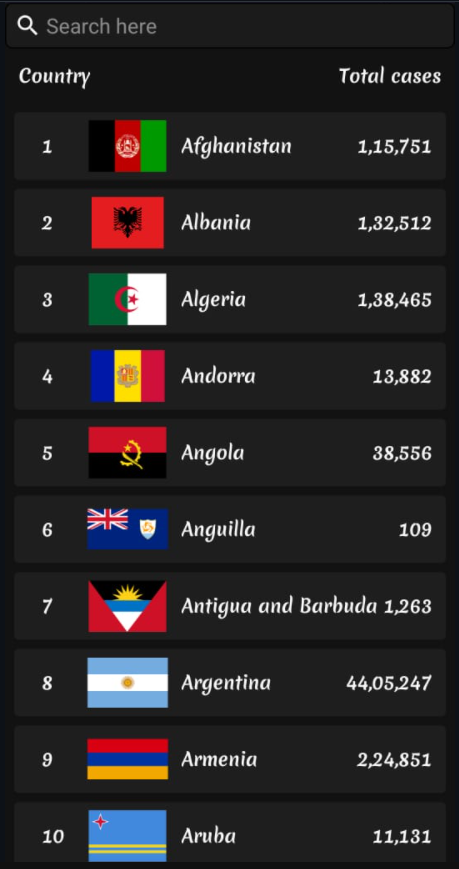 Search here
Country Total cases
1 Afghanistan 1,15,751
2 Albania 1,32,512
3 Algeria 1,38,465
4 Andorra 13,882
5 Angola 38,556
6 Anguilla 109
7 Antigua and Barbuda 1,263
8 Argentina 44,05,247
9 Armenia 2,24,851
10 Aruba 11,131